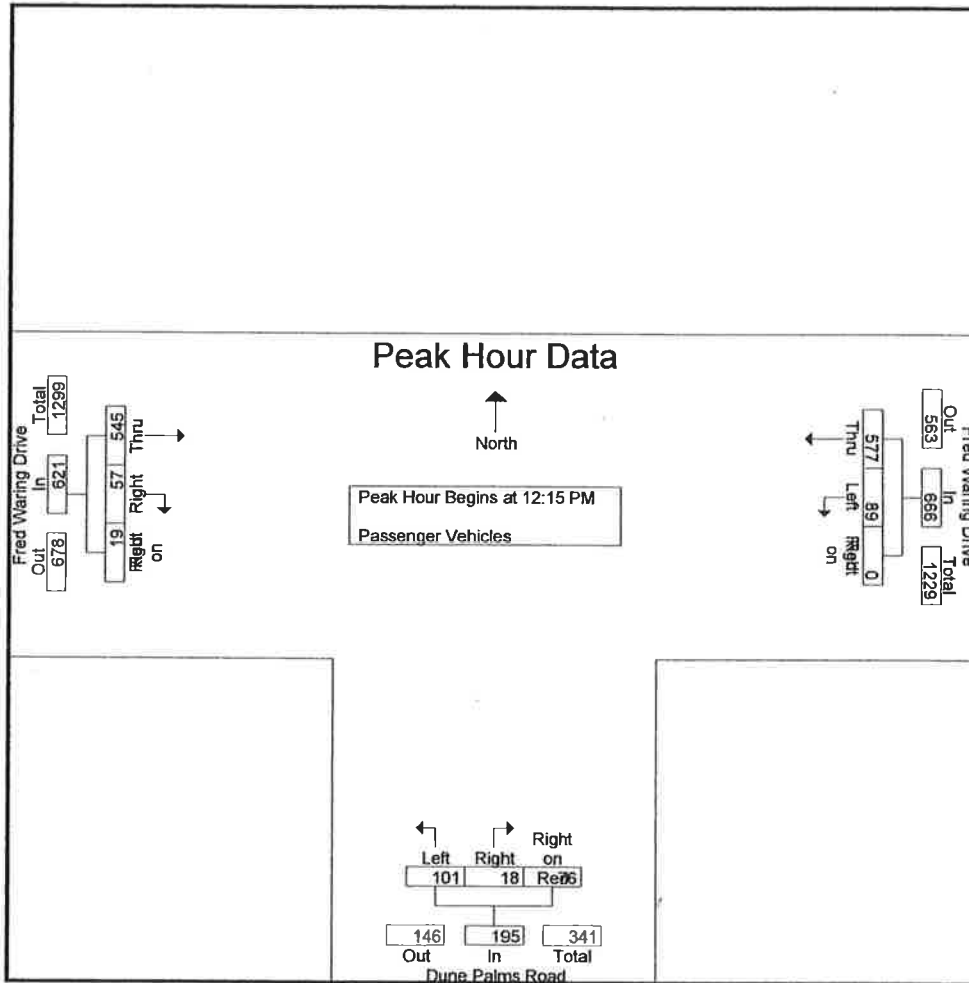 Peak Hour Data
North
Peak Hour Begins at 12:15 PM
Passenger Vehicles
Fred Waring Drive
Total
1299
In
621
Out
678
545
Thru
57
Right
19
on
Out
563
In
666
Total
1229
Waring Drive
577
Thru
89
Left
0
on
Left Right Right on
101 18
146 195 341
Out In Total
Dune Palms Road